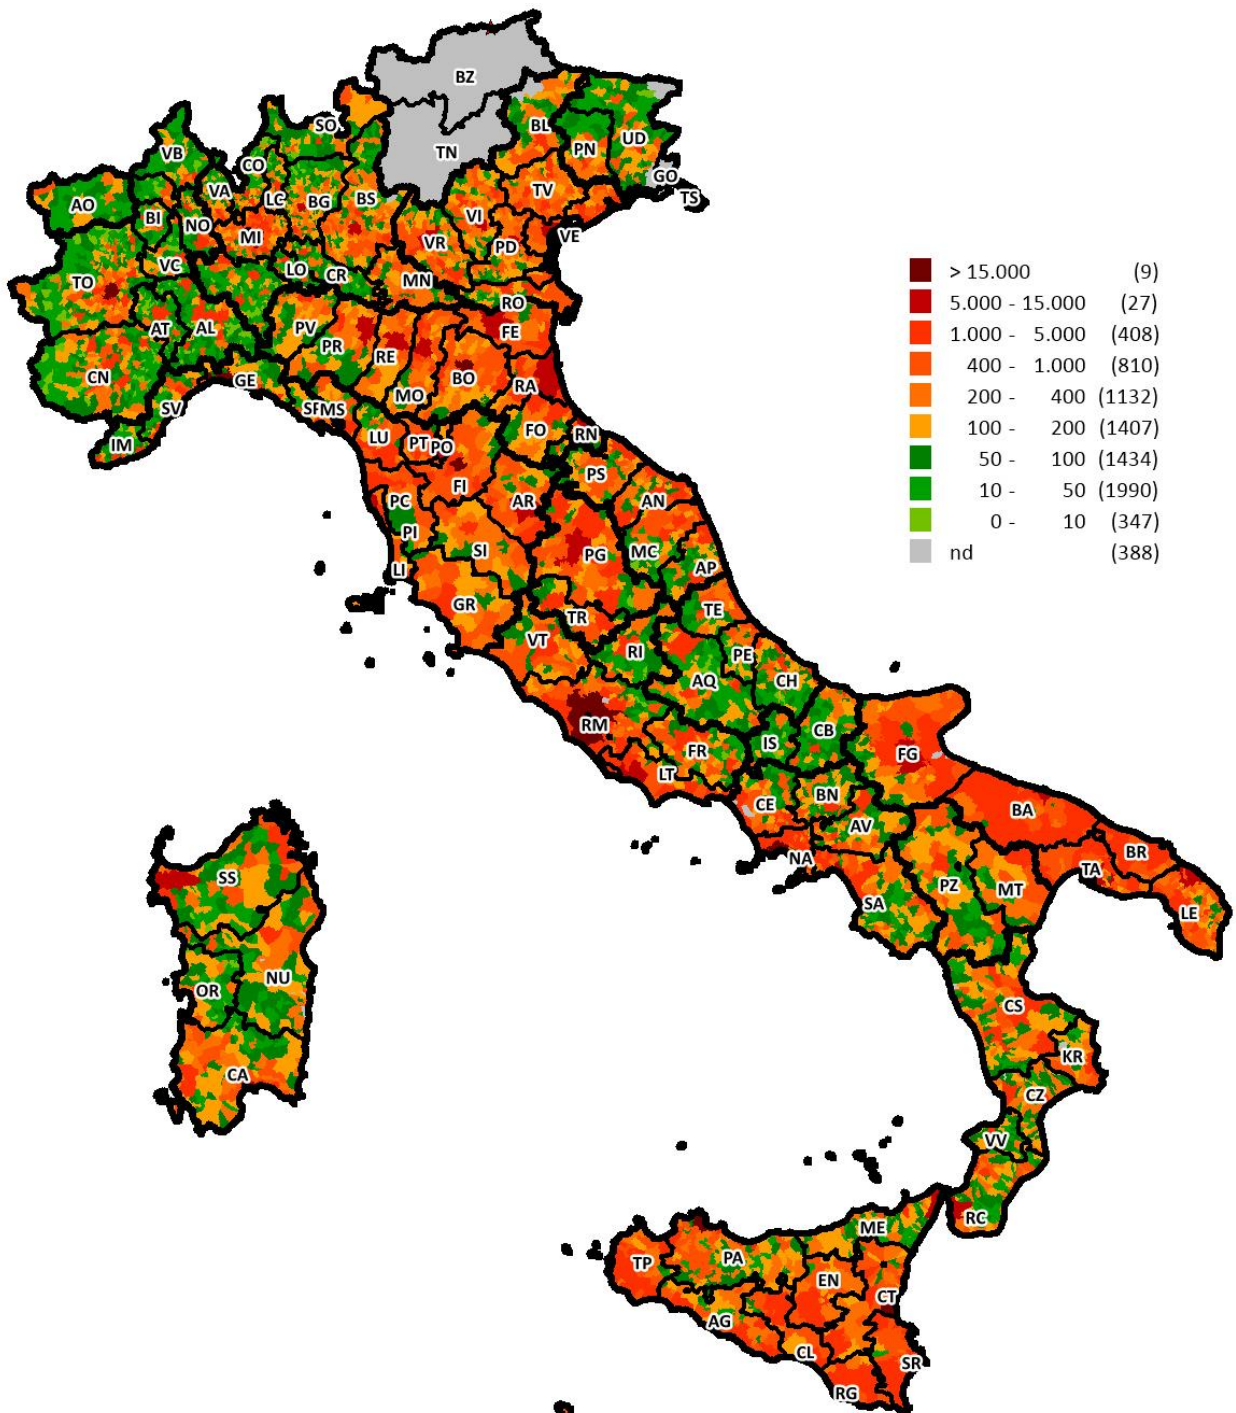 BZ
SO
BL
TN
UD
PN
VB
CO
GO
VA
LC
BG
BS
TV
TS
AO
BI
NO
MI
VI
VE
VR
PD
VC
LO
CR
MN
TO
RO
> 15.000 (9)
5.000 - 15.000 (27)
1.000 - 5.000 (408)
400 - 1.000 (810)
200 - 400 (1132)
100 - 200 (1407)
50 - 100 (1434)
10 - 50 (1990)
0 - 10 (347)
nd (388)
AT
AL
PV
PR
FE
RE
CN
GE
BO
RA
MO
SV
MS
IM
LU
PT
PO
FO
RN
FI
PS
PC
AR
AN
PI
SI
PG
MC
LI
AP
GR
TR
TE
VT
RI
PE
AQ
CH
RM
IS
CB
FR
FG
LT
CE
BN
BA
AV
NA
BR
SS
PZ
MT
TA
SA
LE
OR
NU
CS
CA
KR
CZ
VV
RC
ME
TP
PA
EN
CT
AG
CL
SR
RG